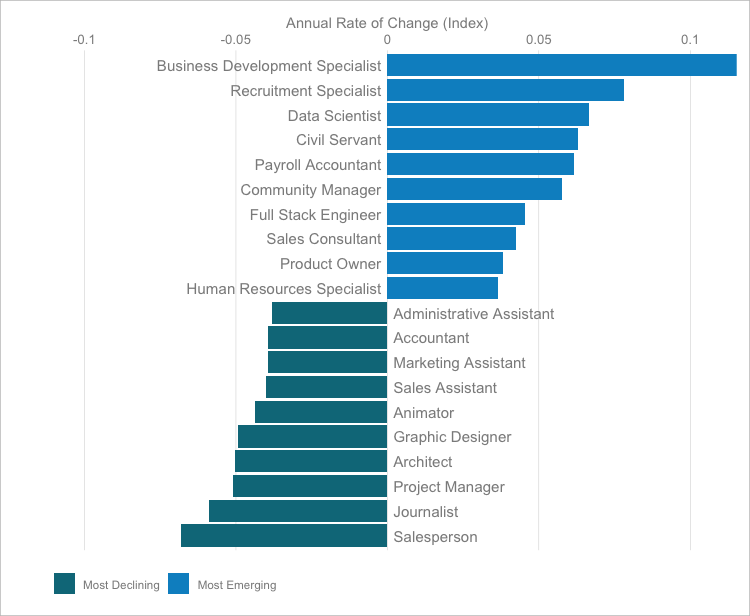 Annual Rate of Change (Index)
-0.1 -0.05 0 0.05 0.1
Business Development Specialist
Recruitment Specialist
Data Scientist
Civil Servant
Payroll Accountant
Community Manager
Full Stack Engineer
Sales Consultant
Product Owner
Human Resources Specialist
Administrative Assistant
Accountant
Marketing Assistant
Sales Assistant
Animator
Graphic Designer
Architect
Project Manager
Journalist
Salesperson
Most Declining Most Emerging